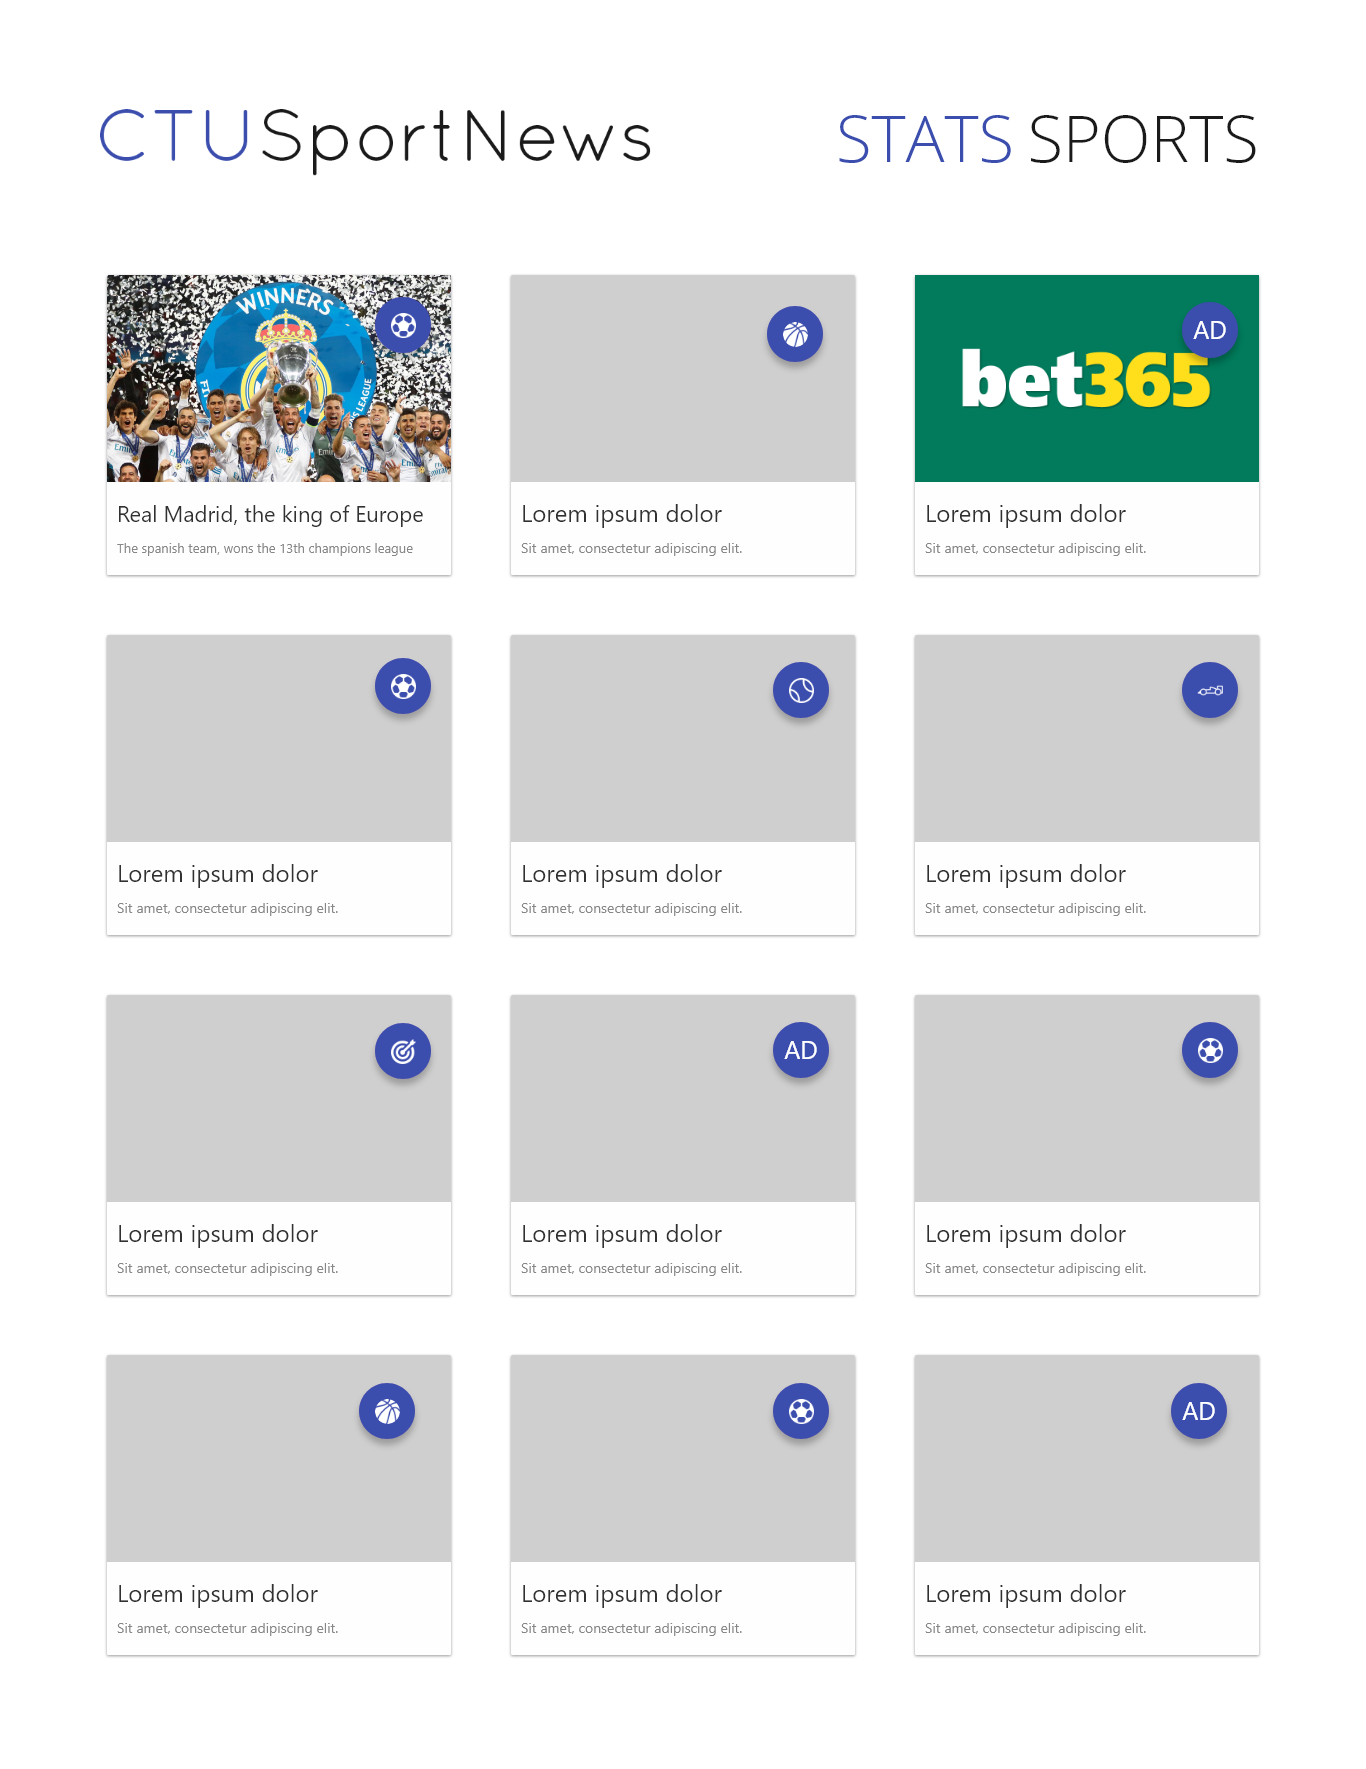 CTUSportNews
STATS SPORTS
WINNERS
LEAGUE
AD
bet365
Real Madrid, the king of Europe
The spanish team, wons the 13th champions league
Lorem ipsum dolor
Sit amet, consectetur adipiscing elit.
Lorem ipsum dolor
Sit amet, consectetur adipiscing elit.
Lorem ipsum dolor
Sit amet, consectetur adipiscing elit.
Lorem ipsum dolor
Sit amet, consectetur adipiscing elit.
Lorem ipsum dolor
Sit amet, consectetur adipiscing elit.
AD
Lorem ipsum dolor
Sit amet, consectetur adipiscing elit.
Lorem ipsum dolor
Sit amet, consectetur adipiscing elit.
Lorem ipsum dolor
Sit amet, consectetur adipiscing elit.
AD
Lorem ipsum dolor
Sit amet, consectetur adipiscing elit.
Lorem ipsum dolor
Sit amet, consectetur adipiscing elit.
Lorem ipsum dolor
Sit amet, consectetur adipiscing elit.